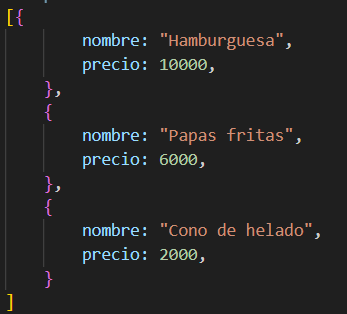 [{
nombre: "Hamburguesa",
precio: 10000,
},
{
nombre: "Papas fritas",
precio: 6000,
},
{
nombre: "Cono de helado",
precio: 2000,
}
]